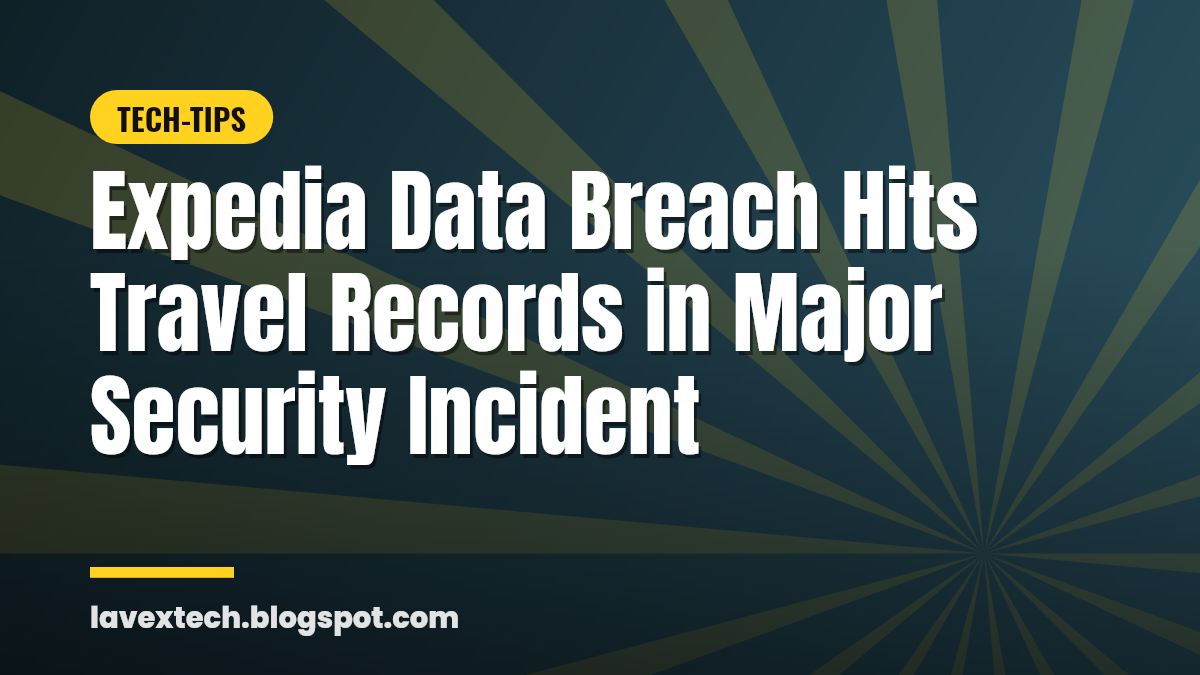 TECH-TIPS
Expedia Data Breach Hits
Travel Records in Major
Security Incident
lavextech.blogspot.com